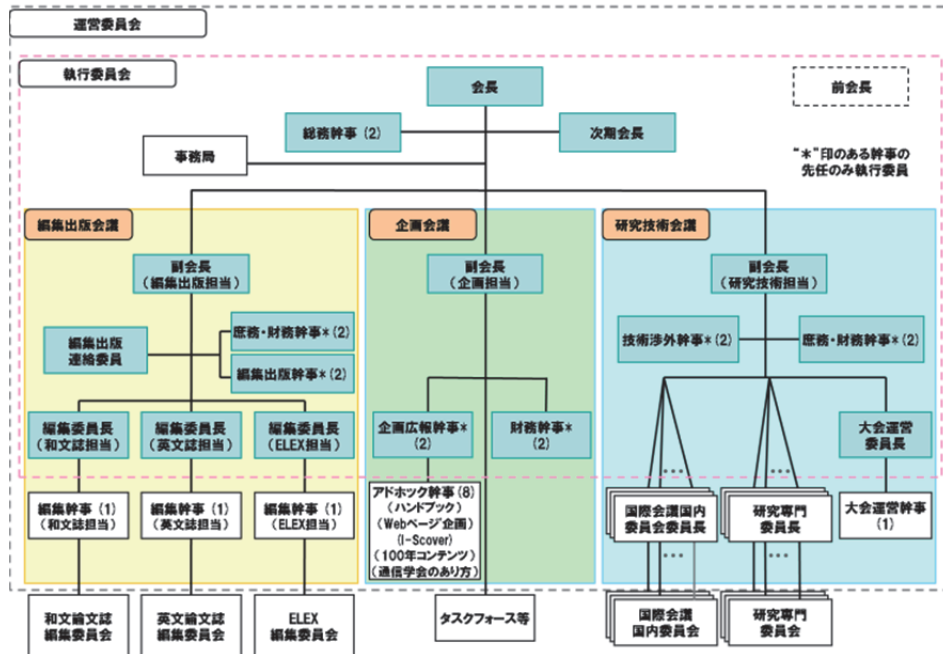 運営委員会
執行委員会
会長
前会長
総務幹事(2)
次期会長
事務局
“*”印のある幹事の
先任のみ執行委員
編集出版会議
企画会議
研究技術会議
副会長
(編集出版担当)
副会長
(企画担当)
副会長
(研究技術担当)
編集出版
連絡委員
庶務・財務幹事*(2)
編集出版幹事*(2)
技術渉外幹事*(2)
庶務・財務幹事*(2)
編集委員長
(和文誌担当)
編集委員長
(英文誌担当)
編集委員長
(ELEX担当)
企画広報幹事*
(2)
財務幹事*
(2)
大会運営
委員長
…
…
編集幹事(1)
(和文誌担当)
編集幹事(1)
(英文誌担当)
編集幹事(1)
(ELEX担当)
アドホック幹事(8)
(ハンドブック)
(Webページ企画)
(I-Scover)
(100年コンテンツ)
(通信学会のあり方)
国際会議国内
委員会委員長
研究専門
委員長
大会運営幹事
(1)
…
…
和文論文誌
編集委員会
英文論文誌
編集委員会
ELEX
編集委員会
タスクフォース等
国際会議
国内委員会
研究専門
委員会